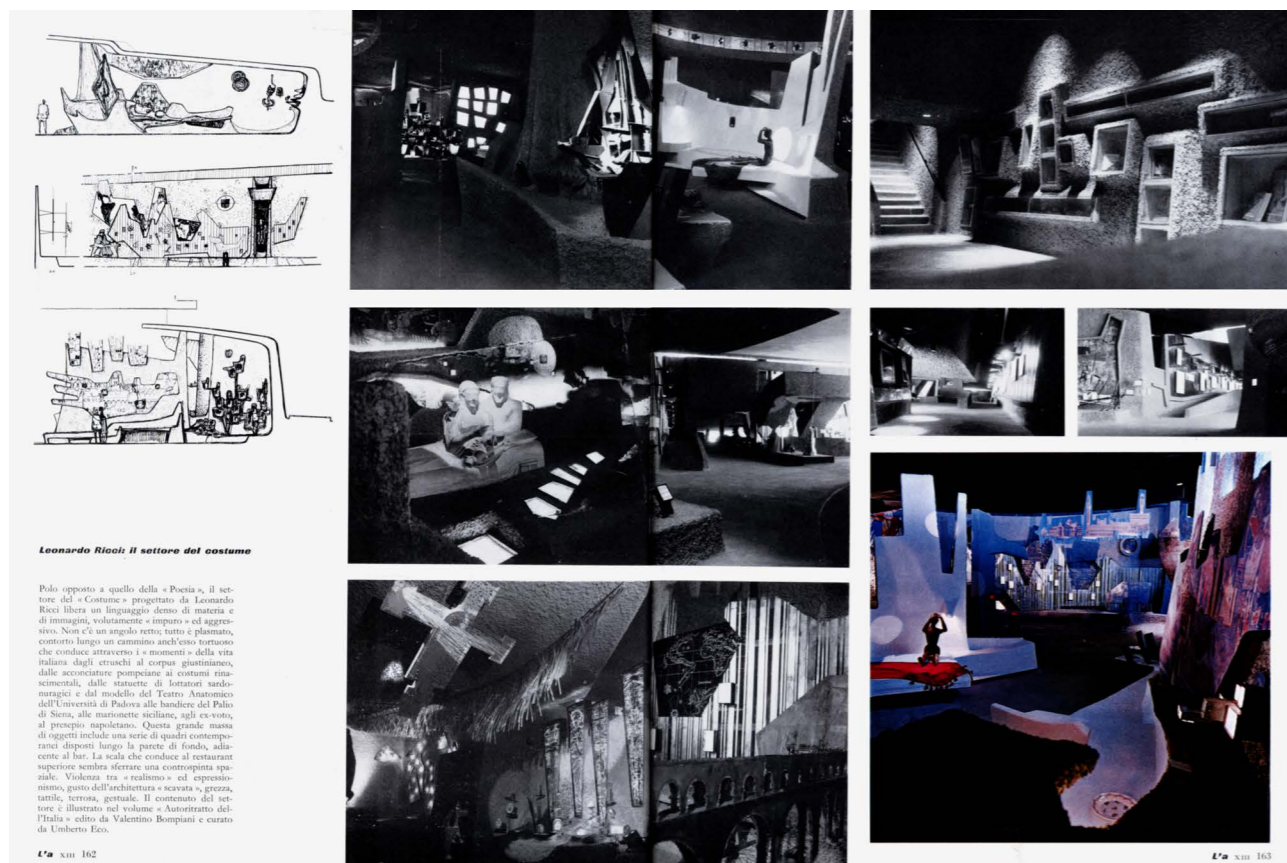 Leonardo Ricci: il settore del costume
Polo opposto a quello della « Poesia », il set-
tore del « Costume » progettato da Leonardo
Ricci libera un linguaggio denso di materia e
di immagini, volutamente « impuro » ed aggres-
sivo. Non c'è un angolo retto; tutto è plasmato,
contorto lungo un cammino anch'esso tortuoso
che conduce attraverso i « momenti » della vita
italiana dagli etruschi al corpus giustinianeo,
dalle acconciature pompeiane ai costumi rina-
scimentali, dalle statuette di lottatori sardo-
nuragici e dal modello del Teatro Anatomico
dell'Università di Padova alle bandiere del Palio
di Siena, alle marionette siciliane, agli ex-voto,
al presepio napoletano. Questa grande massa
di oggetti include una serie di quadri contempo-
ranei disposti lungo la parete di fondo, adia-
cente al bar. La scala che conduce al restaurant
superiore sembra sferrare una controspinta spa-
ziale. Violenza tra « realismo » ed espressio-
nismo, gusto dell'architettura « scavata », grezza,
tattile, terrosa, gestuale. Il contenuto del set-
tore è illustrato nel volume « Autoritratto del-
l'Italia » edito da Valentino Bompiani e curato
da Umberto Eco.
L'a XIII 162
L'a XIII 163